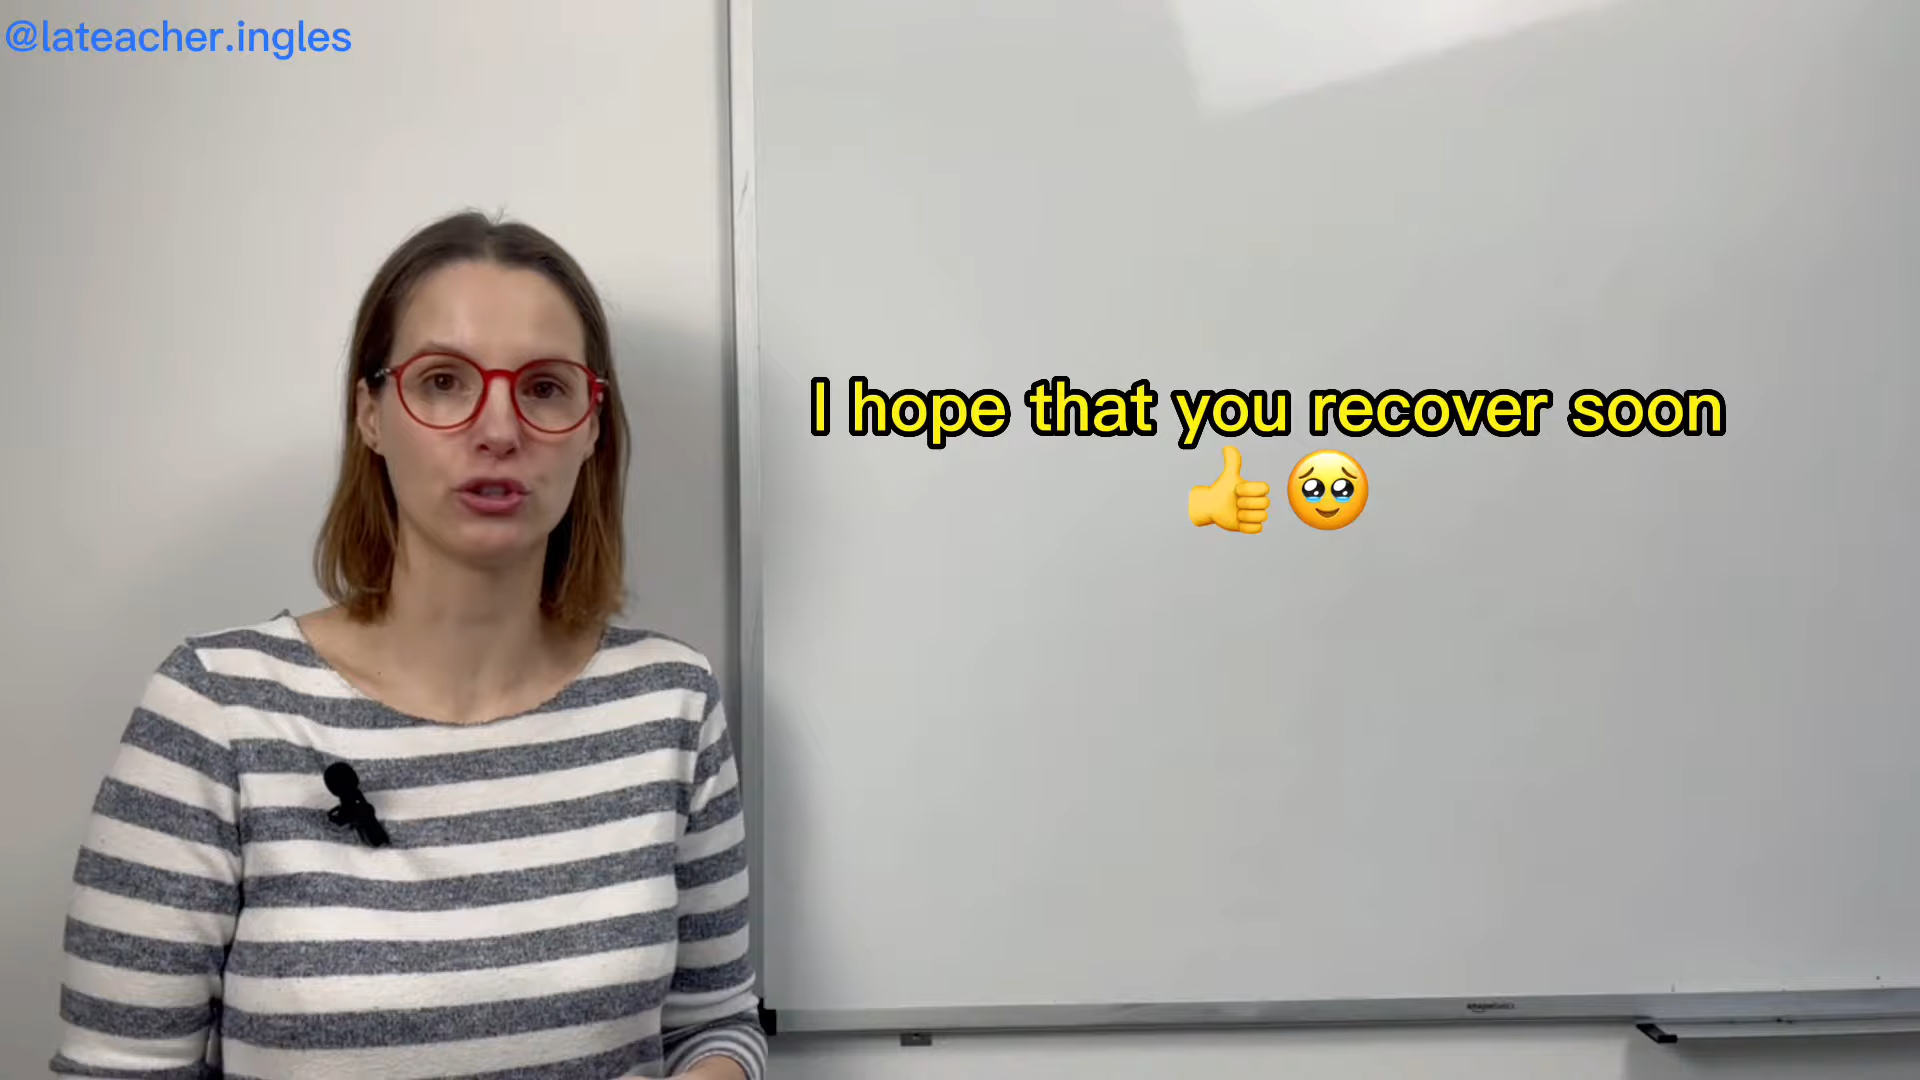 @lateacher.ingles
I hope that you recover soon
👍🥹